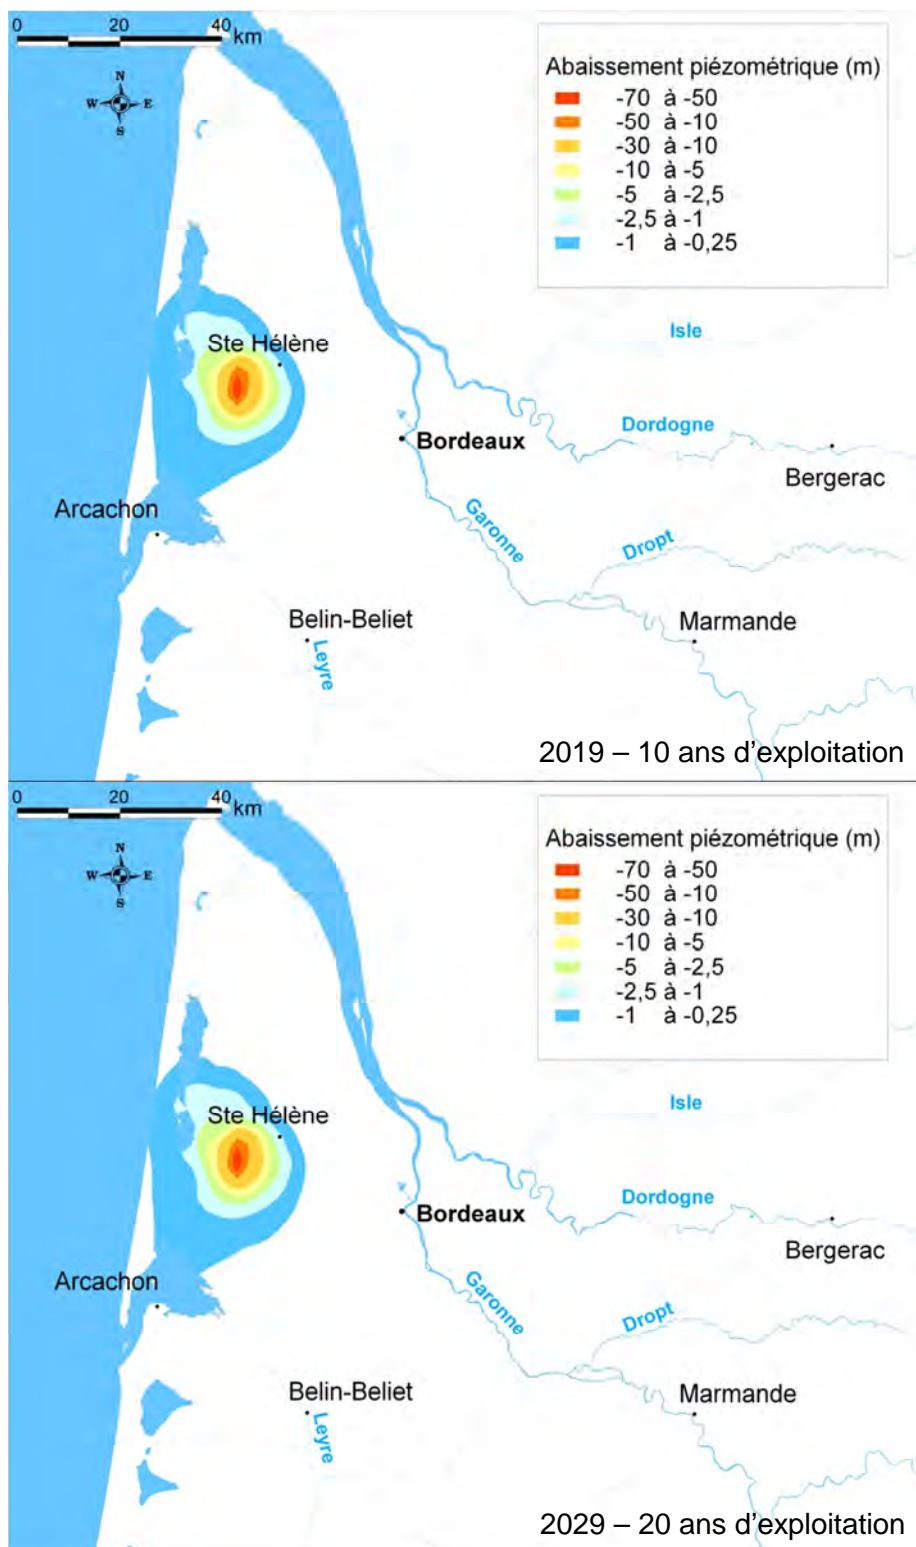 0 20 40
km
N
W E
S
Abaissement piézométrique (m)
-70 à -50
-50 à -10
-30 à -10
-10 à -5
-5 à -2,5
-2,5 à -1
-1 à -0,25
Isle
Ste Hélène
Dordogne
Bordeaux
Bergerac
Arcachon
Garonne
Dropt
Belin-Beliet
Marmande
Leyre
2019 – 10 ans d'exploitation
0 20 40
km
N
W E
S
Abaissement piézométrique (m)
-70 à -50
-50 à -10
-30 à -10
-10 à -5
-5 à -2,5
-2,5 à -1
-1 à -0,25
Isle
Ste Hélène
Dordogne
Bordeaux
Bergerac
Arcachon
Garonne
Dropt
Belin-Beliet
Marmande
Leyre
2029 – 20 ans d'exploitation